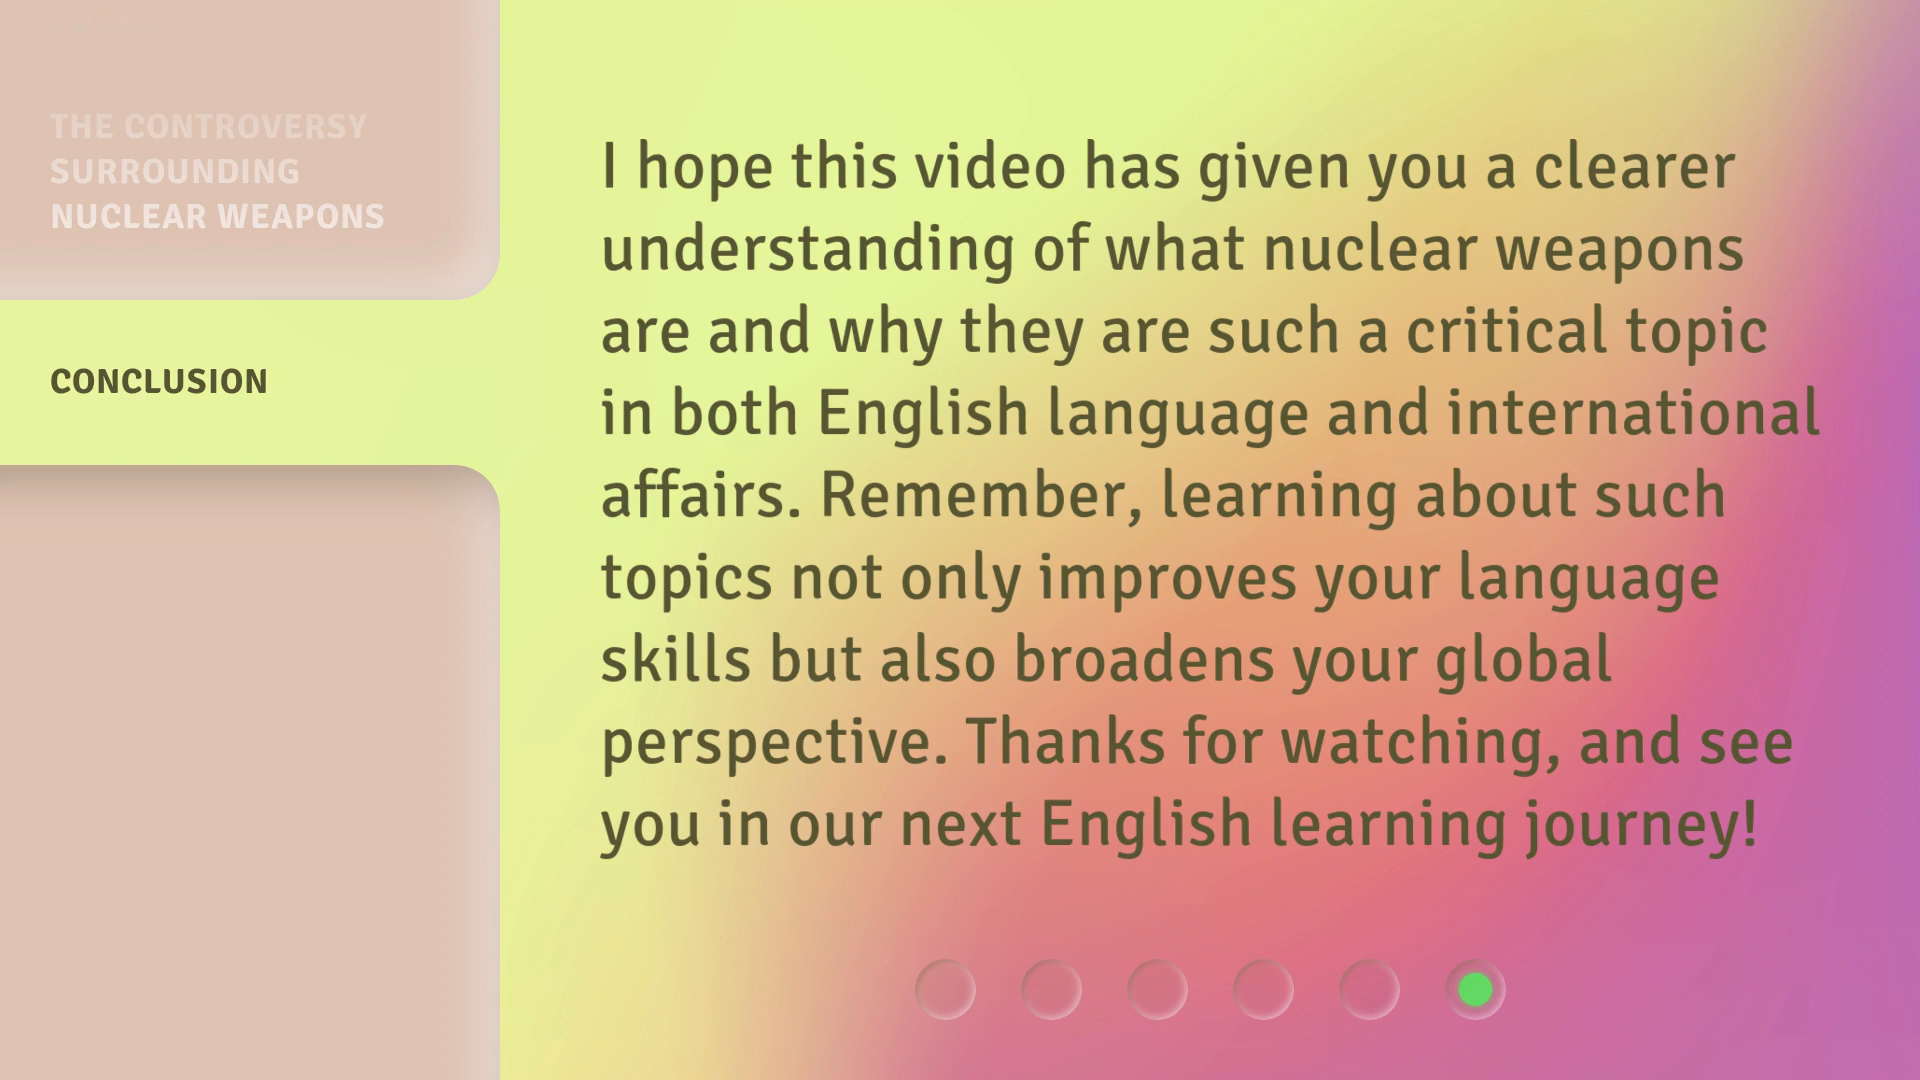 THE CONTROVERSY
SURROUNDING
NUCLEAR WEAPONS
CONCLUSION
I hope this video has given you a clearer
understanding of what nuclear weapons
are and why they are such a critical topic
in both English language and international
affairs. Remember, learning about such
topics not only improves your language
skills but also broadens your global
perspective. Thanks for watching, and see
you in our next English learning journey!